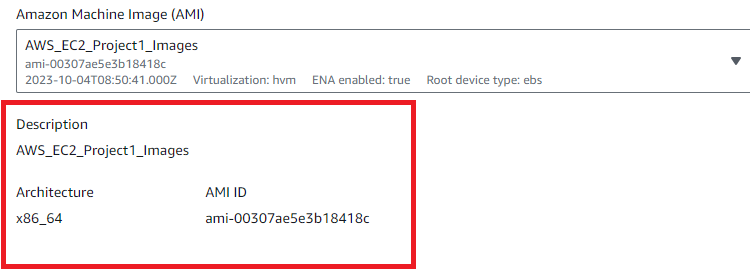 Amazon Machine Image (AMI)
AWS_EC2_Project1_Images
ami-00307ae5e3b18418c
2023-10-04T08:50:41.000Z Virtualization: hvm ENA enabled: true Root device type: ebs
Description
AWS_EC2_Project1_Images
Architecture AMI ID
x86_64 ami-00307ae5e3b18418c